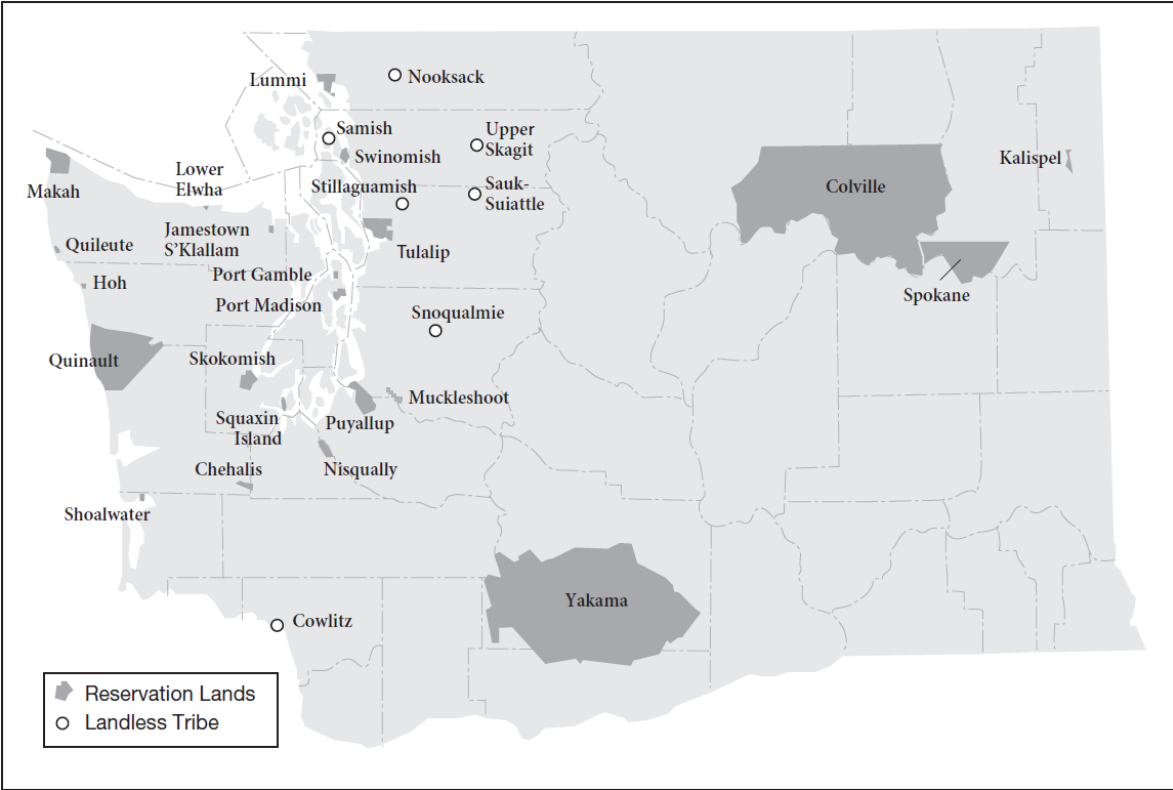 Lummi
Nooksack
Samish
Upper
Skagit
Swinomish
Kalispel
Lower
Elwha
Makah
Stillaguamish
Sauk-
Suiattle
Colville
Jamestown
S'Klallam
Quileute
Tulalip
Port Gamble
Hoh
Port Madison
Spokane
Snoqualmie
Quinault
Skokomish
Muckleshoot
Squaxin
Island
Puyallup
Chehalis
Nisqually
Shoalwater
Yakama
Cowlitz
Reservation Lands
Landless Tribe